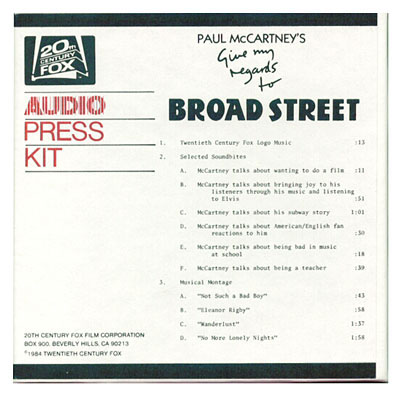 20th
CENTURY
FOX
AUDIO
PRESS
KIT
PAUL McCARTNEY'S
Give my
regards
to
BROAD STREET
1. Twentieth Century Fox Logo Music :13
2. Selected Soundbites
A. McCartney talks about wanting to do a film :11
B. McCartney talks about bringing joy to his
listeners through his music and listening
to Elvis :51
C. McCartney talks about his subway story 1:01
D. McCartney talks about American/English fan
reactions to him :30
E. McCartney talks about being bad in music
at school :18
F. McCartney talks about being a teacher :39
3. Musical Montage
A. "Not Such a Bad Boy" :43
B. "Eleanor Rigby" :58
C. "Wanderlust" 1:37
D. "No More Lonely Nights" 1:58
20TH CENTURY FOX FILM CORPORATION
BOX 900, BEVERLY HILLS, CA 90213
©1984 TWENTIETH CENTURY FOX